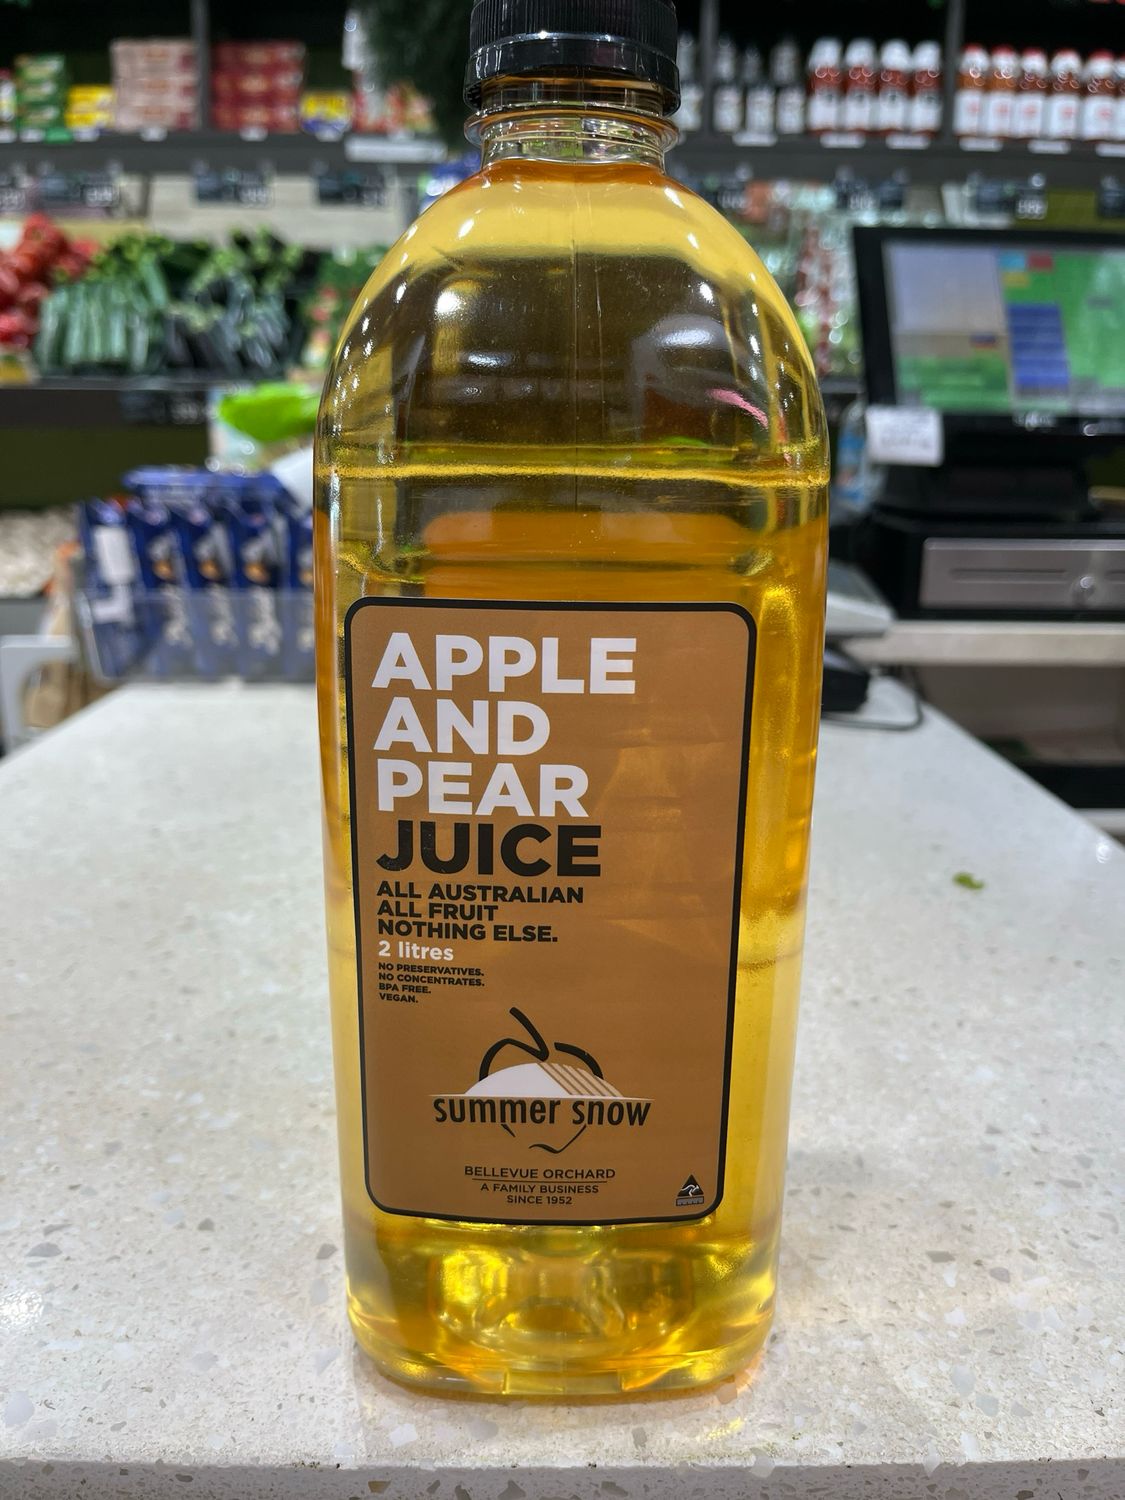 APPLE
AND
PEAR
JUICE
ALL AUSTRALIAN
ALL FRUIT
NOTHING ELSE.
2 litres
NO PRESERVATIVES.
NO CONCENTRATES.
BPA FREE.
VEGAN.
summer snow
BELLEVUE ORCHARD
A FAMILY BUSINESS
SINCE 1952